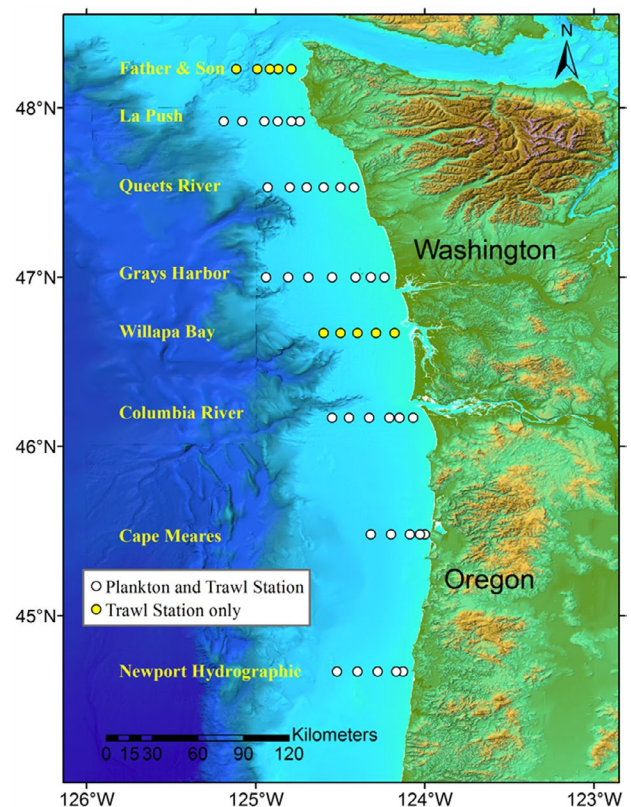 N
Father & Son
48°N
La Push
Queets River
Washington
47°N
Grays Harbor
Willapa Bay
Columbia River
46°N
Cape Meares
Oregon
Plankton and Trawl Station
Trawl Station only
45°N
Newport Hydrographic
Kilometers
0 15 30 60 90 120
126°W 125°W 124°W 123°W